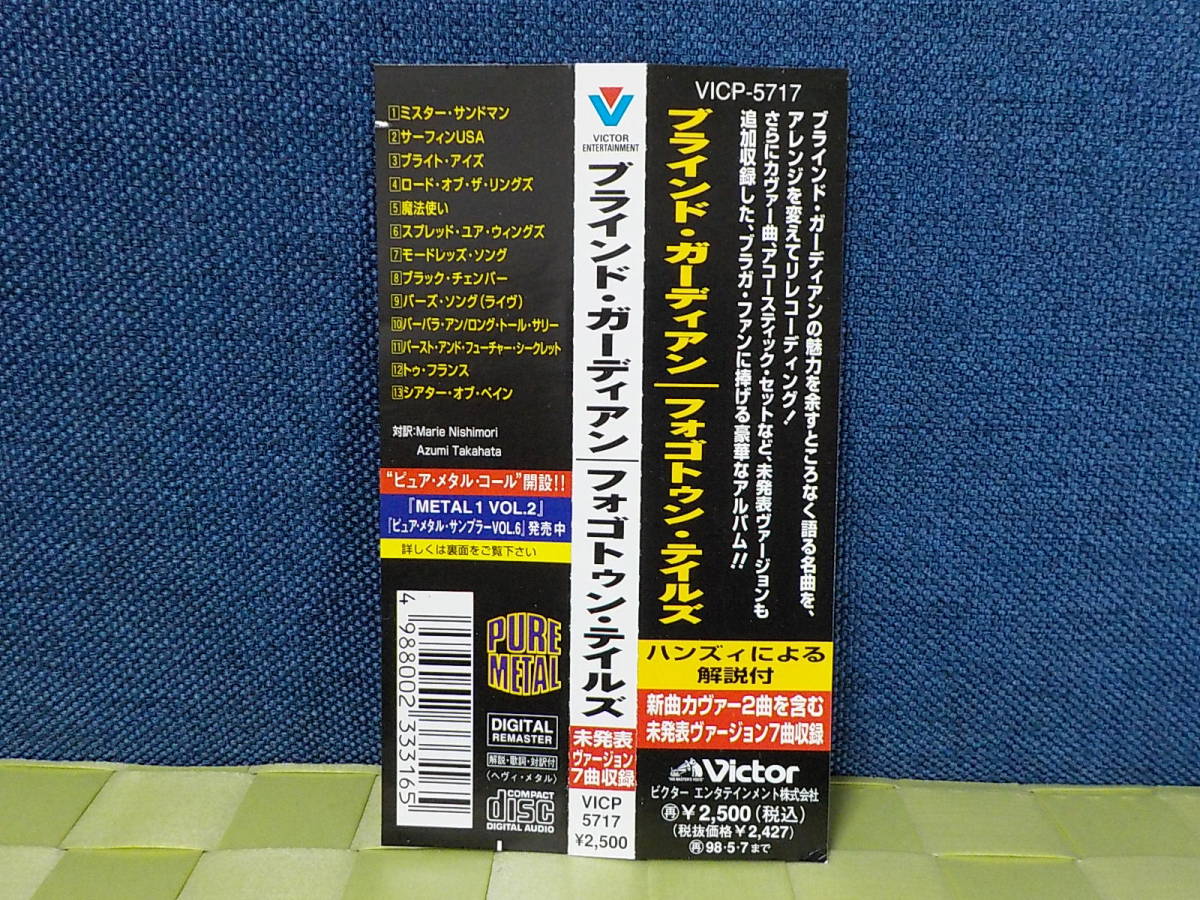 1 ミスター・サンドマン
2 サーフィンUSA
3 ブライト・アイズ
4 ロード・オブ・ザ・リングズ
5 魔法使い
6 スプレッド・ユア・ウィングズ
7 モードレッズ・ソング
8 ブラック・チェンバー
9 バーズ・ソング(ライヴ)
10 バーバラ・アン/ロング・トール・サリー
11 パースト・アンド・フューチャー・シークレット
12 トゥ・フランス
13 シアター・オブ・ペイン
対訳:Marie Nishimori
Azumi Takahata
“ピュア・メタル・コール”開設!!
『METAL 1 VOL.2』
『ピュア・メタル・サンプラーVOL.6』発売中
詳しくは裏面をご覧下さい
4 988002 333165
PURE
METAL
DIGITAL
REMASTER
解説・歌詞・対訳付
〈ヘヴィ・メタル〉
COMPACT
disc
DIGITAL AUDIO
VICTOR
ENTERTAINMENT
ブラインド・ガーディアン|フォゴトゥン・テイルズ
未発表
ヴァージョン
7曲収録
VICP
5717
¥2,500
VICP-5717
ブラインド・ガーディアン|フォゴトゥン・テイルズ
ブラインド・ガーディアンの魅力を余すところなく語る名曲を、
アレンジを変えてリレコーディング!
さらにカヴァー曲、アコースティック・セットなど、未発表ヴァージョンも
追加収録した、ブラガ・ファンに捧げる豪華なアルバム!!
ハンズィによる
解説付
新曲カヴァー2曲を含む
未発表ヴァージョン7曲収録
"HIS MASTER'S VOICE"
Victor
ビクター エンタテインメント株式会社
再 ¥2,500(税込)
(税抜価格¥2,427)
再 98・5・7まで